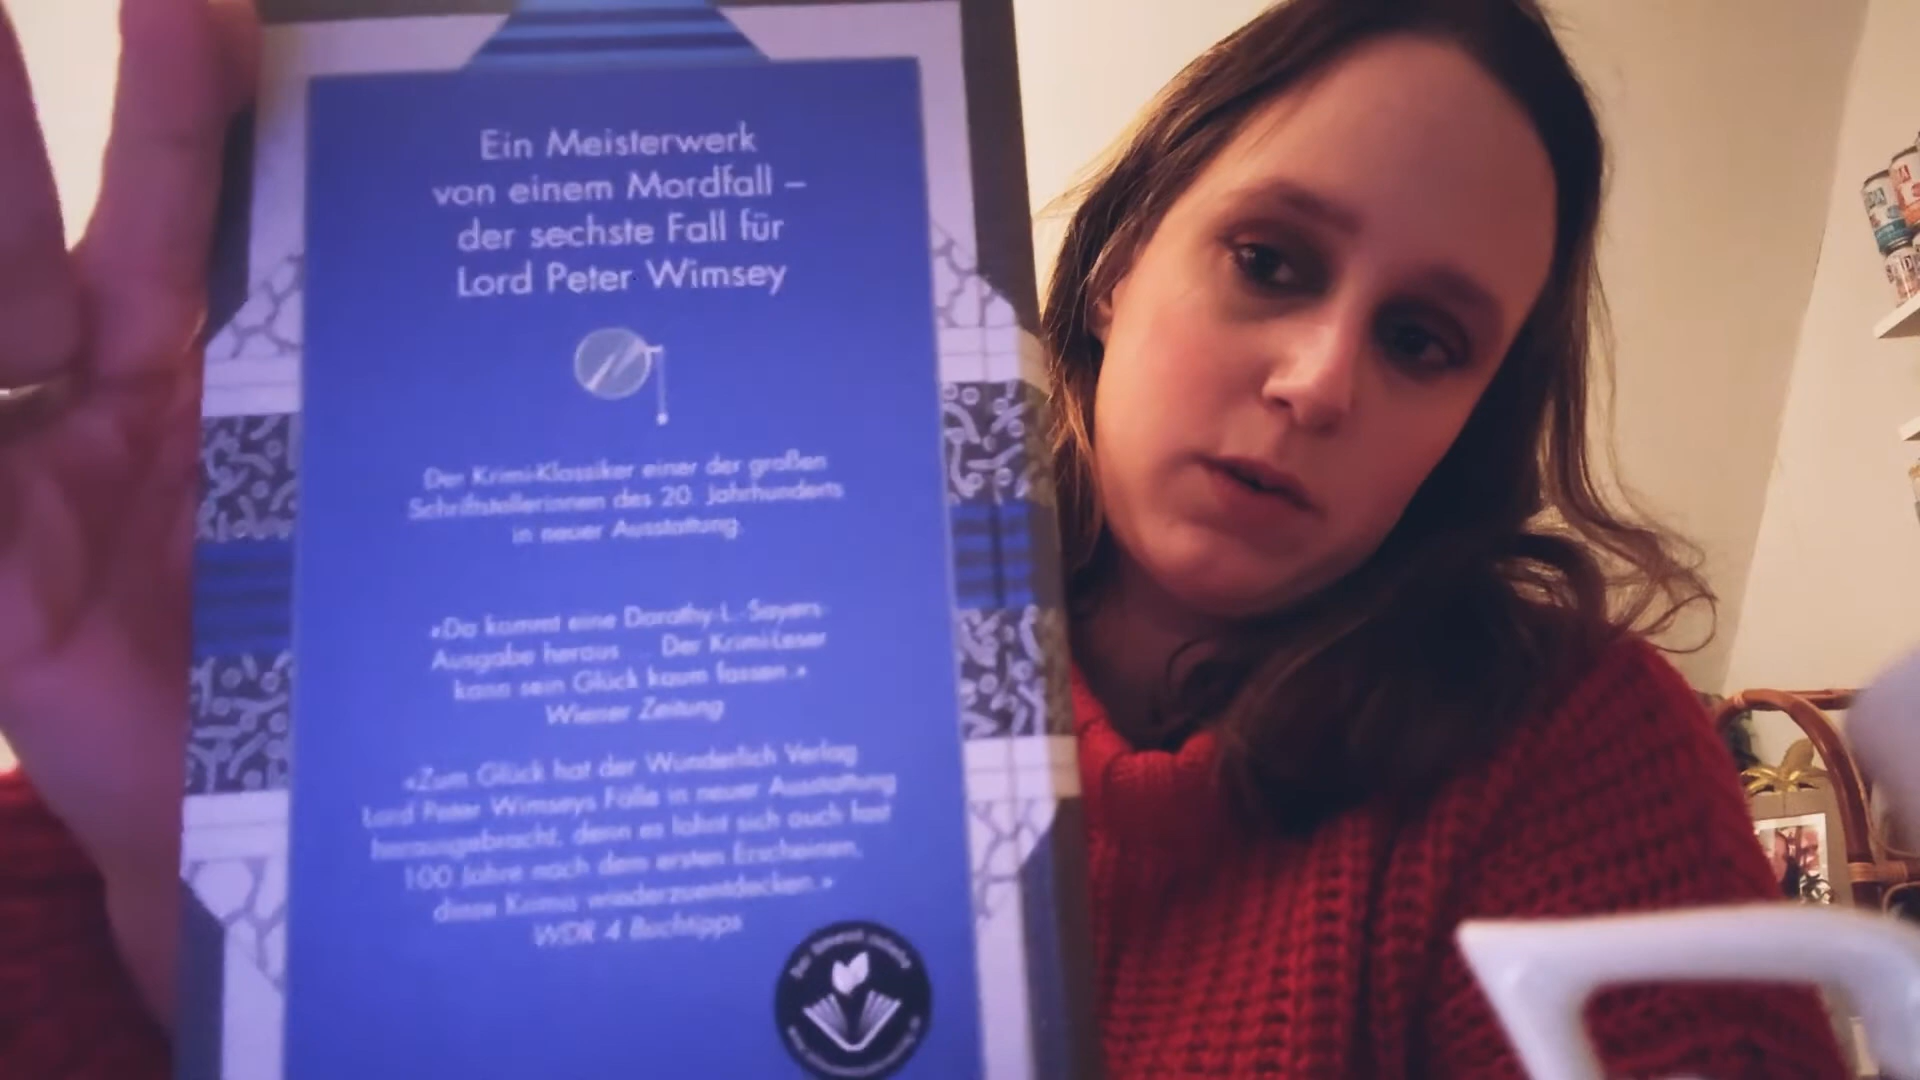 Ein Meisterwerk
von einem Mordfall –
der sechste Fall für
Lord Peter Wimsey
Der Krimi-Klassiker einer der großen
Schriftstellerinnen des 20. Jahrhunderts
in neuer Ausstattung.
«Da kommt eine Dorothy-L.-Sayers-
Ausgabe heraus ... Der Krimi-Leser
kann sein Glück kaum fassen.»
Wiener Zeitung
«Zum Glück hat der Wunderlich Verlag
Lord Peter Wimseys Fälle in neuer Ausstattung
herausgebracht, denn es lohnt sich auch fast
100 Jahre nach dem ersten Erscheinen,
diese Krimis wiederzuentdecken.»
WDR 4 Buchtipps